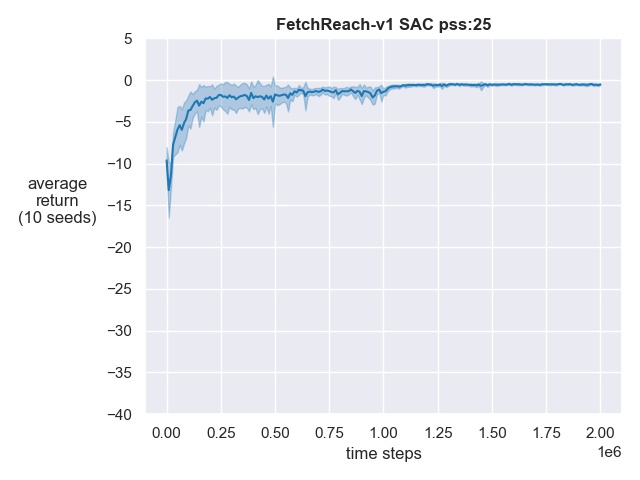 FetchReach-v1 SAC pss:25
5
0
−5
−10
−15
−20
−25
−30
−35
−40
average
return
(10 seeds)
0.00 0.25 0.50 0.75 1.00 1.25 1.50 1.75 2.00
1e6
time steps